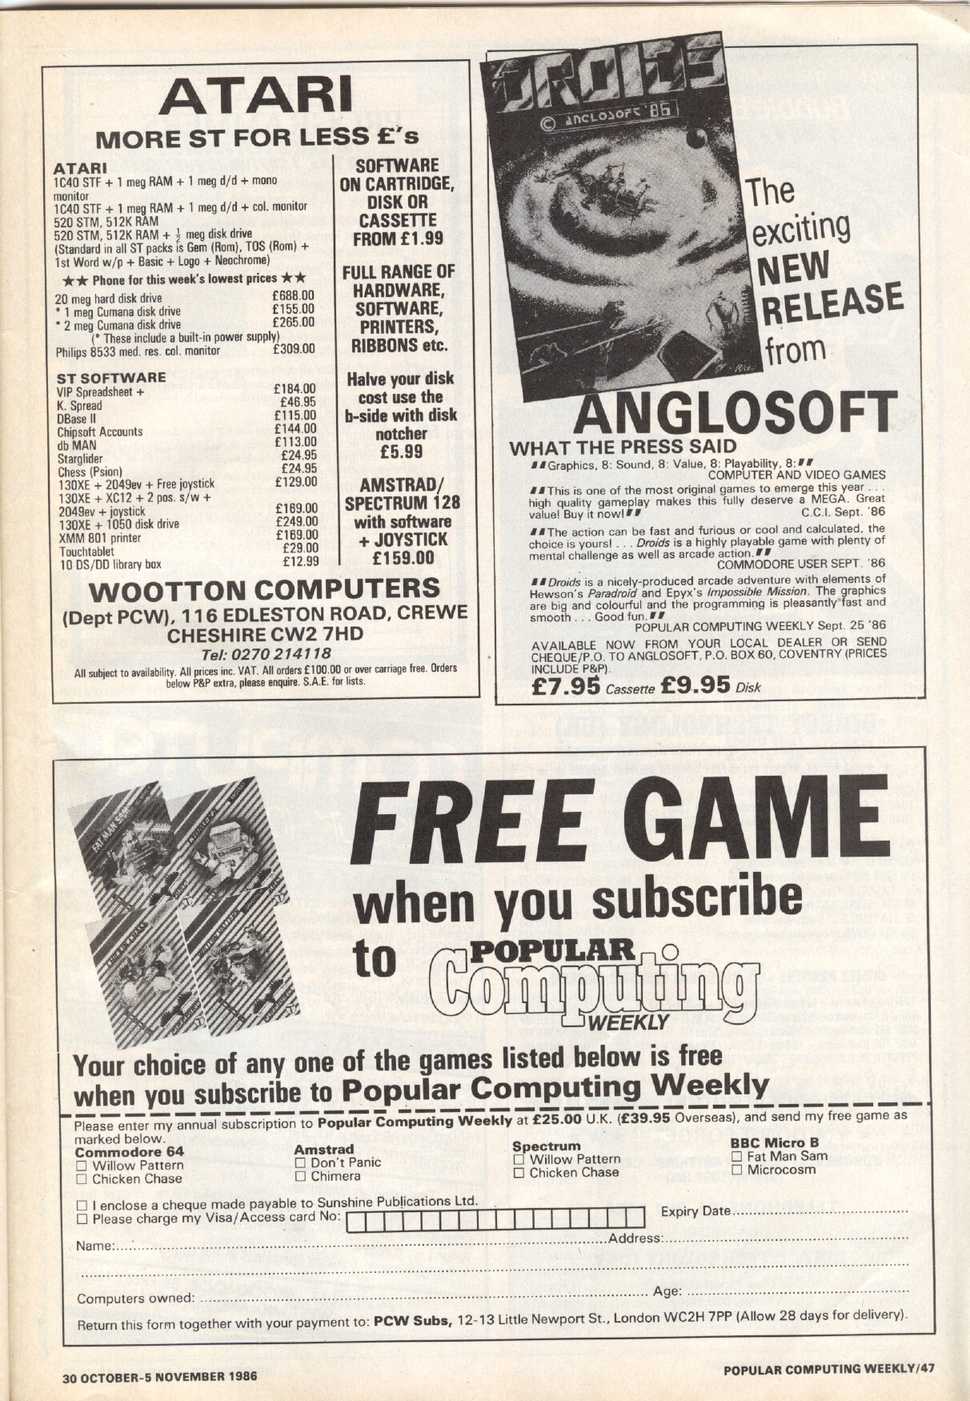 ATARI
MORE ST FOR LESS £'s
ATARI
1C40 STF + 1 meg RAM + 1 meg d/d + mono
monitor
1C40 STF + 1 meg RAM + 1 meg d/d + col. monitor
520 STM, 512K RAM
520 STM, 512K RAM + ½ meg disk drive
(Standard in all ST packs is Gem (Rom), TOS (Rom) +
1st Word w/p + Basic + Logo + Neochrome)
★★ Phone for this week's lowest prices ★★
20 meg hard disk drive £688.00
* 1 meg Cumana disk drive £155.00
* 2 meg Cumana disk drive £265.00
(* These include a built-in power supply)
Philips 8533 med. res. col. monitor £309.00
ST SOFTWARE
VIP Spreadsheet + £184.00
K. Spread £46.95
DBase II £115.00
Chipsoft Accounts £144.00
db MAN £113.00
Starglider £24.95
Chess (Psion) £24.95
130XE + 2049ev + Free joystick £129.00
130XE + XC12 + 2 pos. s/w +
2049ev + joystick £169.00
130XE + 1050 disk drive £249.00
XMM 801 printer £169.00
Touchtablet £29.00
10 DS/DD library box £12.99
SOFTWARE
ON CARTRIDGE,
DISK OR
CASSETTE
FROM £1.99
FULL RANGE OF
HARDWARE,
SOFTWARE,
PRINTERS,
RIBBONS etc.
Halve your disk
cost use the
b-side with disk
notcher
£5.99
AMSTRAD/
SPECTRUM 128
with software
+ JOYSTICK
£159.00
WOOTTON COMPUTERS
(Dept PCW), 116 EDLESTON ROAD, CREWE
CHESHIRE CW2 7HD
Tel: 0270 214118
All subject to availability. All prices inc. VAT. All orders £100.00 or over carriage free. Orders
below P&P extra, please enquire. S.A.E. for lists.
DROIDS
© ANGLOSOFT '86
The
exciting
NEW
RELEASE
from
ANGLOSOFT
WHAT THE PRESS SAID
"Graphics, 8: Sound, 8: Value, 8: Playability, 8:"
COMPUTER AND VIDEO GAMES
"This is one of the most original games to emerge this year . . .
high quality gameplay makes this fully deserve a MEGA. Great
value! Buy it now!" C.C.I. Sept. '86
"The action can be fast and furious or cool and calculated, the
choice is yours! . . . Droids is a highly playable game with plenty of
mental challenge as well as arcade action."
COMMODORE USER SEPT. '86
"Droids is a nicely-produced arcade adventure with elements of
Hewson's Paradroid and Epyx's Impossible Mission. The graphics
are big and colourful and the programming is pleasantly fast and
smooth . . . Good fun."
POPULAR COMPUTING WEEKLY Sept. 25 '86
AVAILABLE NOW FROM YOUR LOCAL DEALER OR SEND
CHEQUE/P.O. TO ANGLOSOFT, P.O. BOX 60, COVENTRY (PRICES
INCLUDE P&P).
£7.95 Cassette £9.95 Disk
FAT MAN SAM
CHICKEN CHASE
WILLOW PATTERN
FREE GAME
when you subscribe
to POPULAR
Computing
WEEKLY
Your choice of any one of the games listed below is free
when you subscribe to Popular Computing Weekly
Please enter my annual subscription to Popular Computing Weekly at £25.00 U.K. (£39.95 Overseas), and send my free game as
marked below.
Commodore 64
☐ Willow Pattern
☐ Chicken Chase
Amstrad
☐ Don't Panic
☐ Chimera
Spectrum
☐ Willow Pattern
☐ Chicken Chase
BBC Micro B
☐ Fat Man Sam
☐ Microcosm
☐ I enclose a cheque made payable to Sunshine Publications Ltd.
☐ Please charge my Visa/Access card No: Expiry Date
Name: Address:
Computers owned: Age:
Return this form together with your payment to: PCW Subs, 12-13 Little Newport St., London WC2H 7PP (Allow 28 days for delivery).
30 OCTOBER-5 NOVEMBER 1986
POPULAR COMPUTING WEEKLY/47